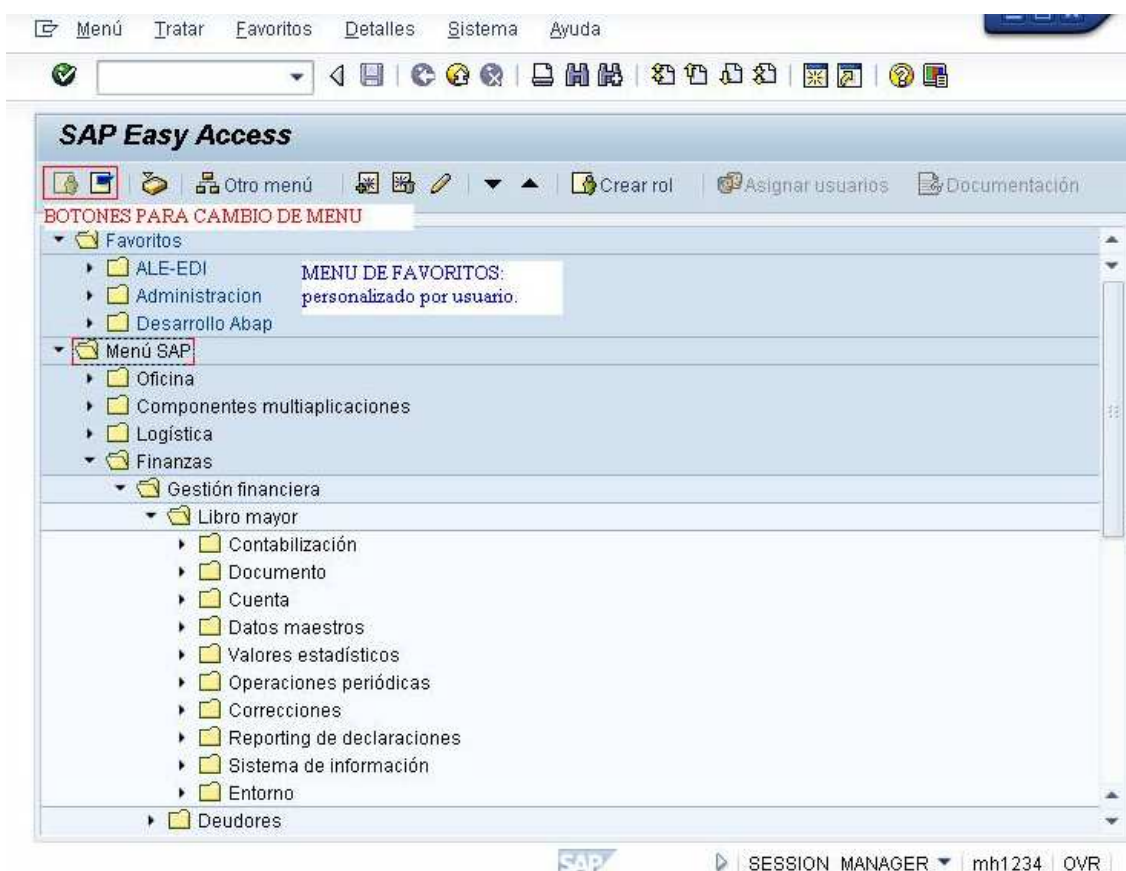 Menú Tratar Favoritos Detalles Sistema Ayuda
SAP Easy Access
Otro menú Crear rol Asignar usuarios Documentación
BOTONES PARA CAMBIO DE MENU
Favoritos
ALE-EDI
MENU DE FAVORITOS:
Administracion
personalizado por usuario.
Desarrollo Abap
Menú SAP
Oficina
Componentes multiaplicaciones
Logística
Finanzas
Gestión financiera
Libro mayor
Contabilización
Documento
Cuenta
Datos maestros
Valores estadísticos
Operaciones periódicas
Correcciones
Reporting de declaraciones
Sistema de información
Entorno
Deudores
SAP SESSION_MANAGER mh1234 OVR